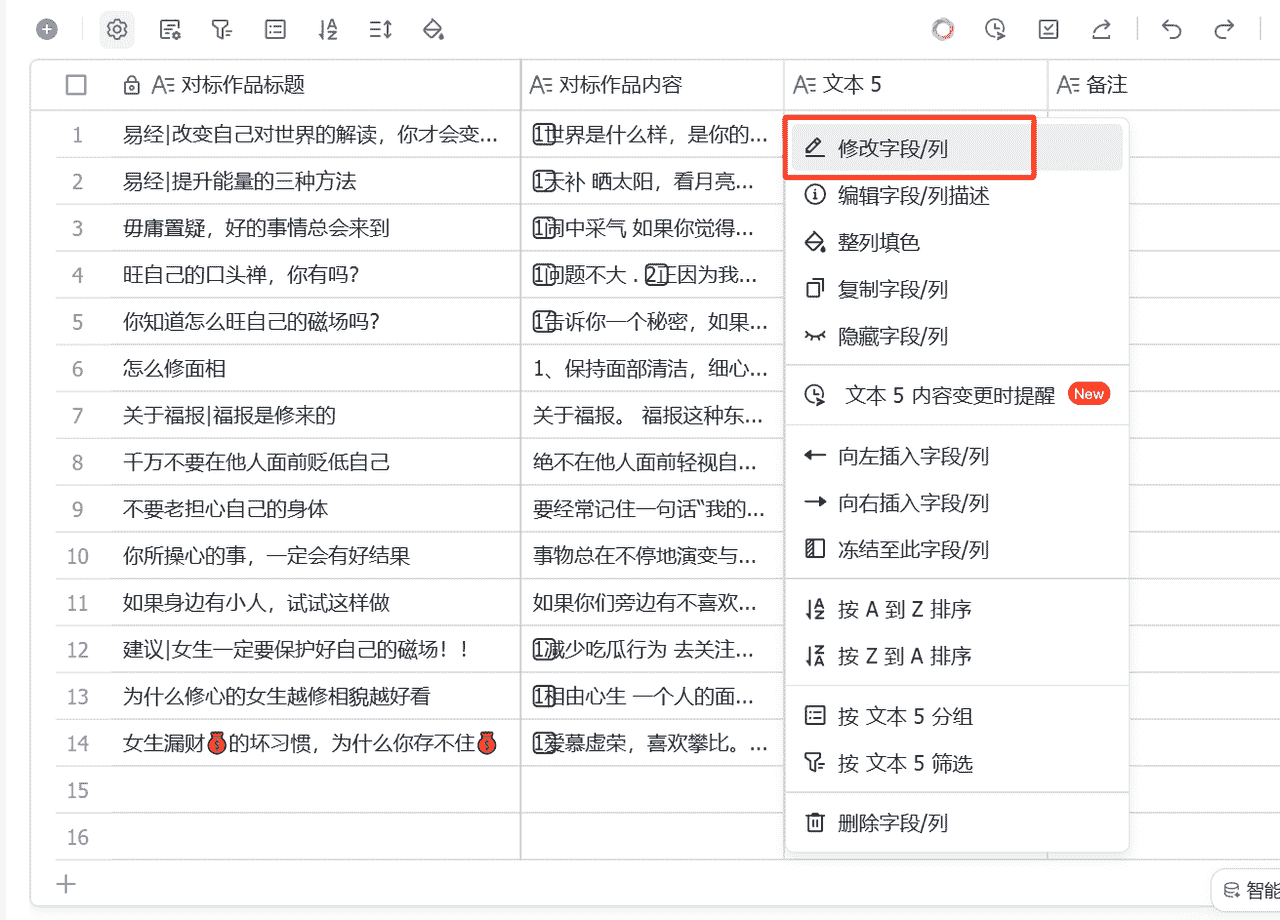 对标作品标题 对标作品内容 文本 5 备注
1 易经|改变自己对世界的解读，你才会变... 1世界是什么样，是你的...
2 易经|提升能量的三种方法 1天补 晒太阳，看月亮...
3 毋庸置疑，好的事情总会来到 1闹中采气 如果你觉得...
4 旺自己的口头禅，你有吗？ 1问题不大 . 2正因为我...
5 你知道怎么旺自己的磁场吗？ 1告诉你一个秘密，如果...
6 怎么修面相 1、保持面部清洁，细心...
7 关于福报|福报是修来的 关于福报。 福报这种东...
8 千万不要在他人面前贬低自己 绝不在他人面前轻视自...
9 不要老担心自己的身体 要经常记住一句话“我的...
10 你所操心的事，一定会有好结果 事物总在不停地演变与...
11 如果身边有小人，试试这样做 如果你们旁边有不喜欢...
12 建议|女生一定要保护好自己的磁场！！ 1减少吃瓜行为 去关注...
13 为什么修心的女生越修相貌越好看 1相由心生 一个人的面...
14 女生漏财💰的坏习惯，为什么你存不住💰 1爱慕虚荣，喜欢攀比。...
15
16
修改字段/列
编辑字段/列描述
整列填色
复制字段/列
隐藏字段/列
文本 5 内容变更时提醒 New
向左插入字段/列
向右插入字段/列
冻结至此字段/列
按 A 到 Z 排序
按 Z 到 A 排序
按 文本 5 分组
按 文本 5 筛选
删除字段/列
智能